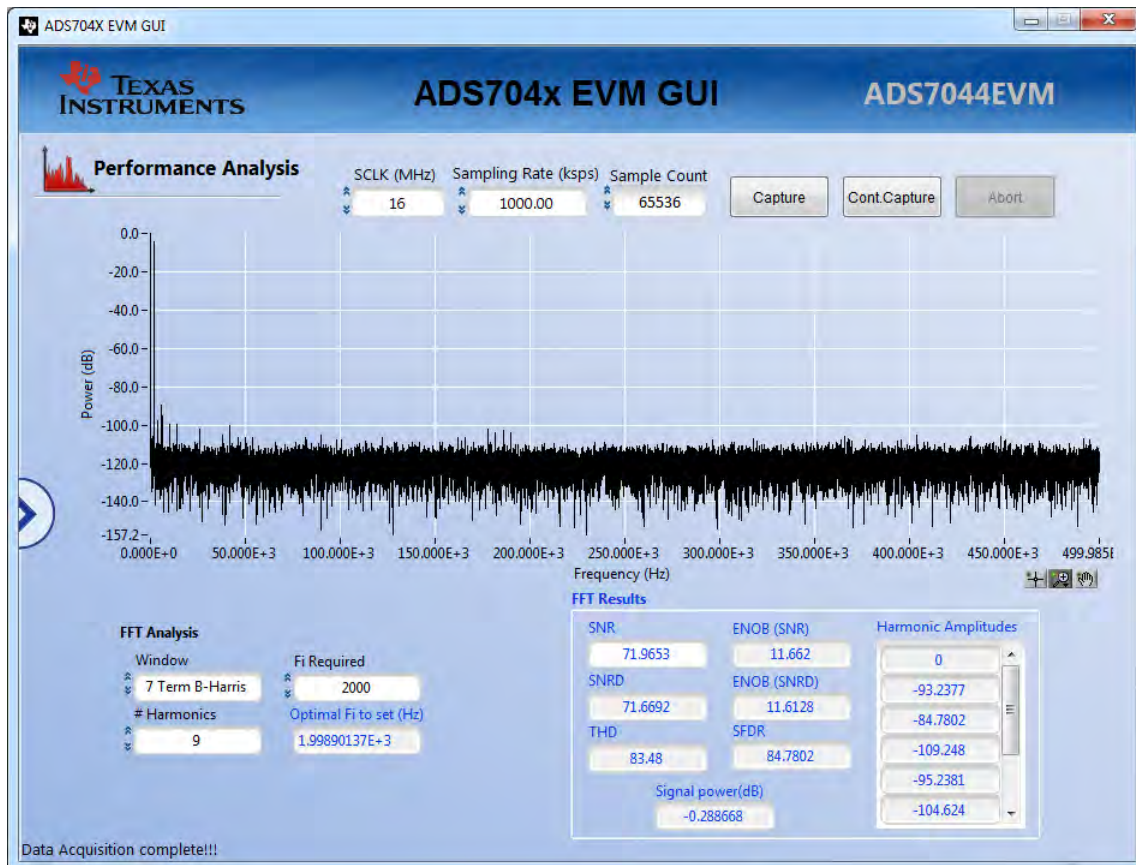 ADS704X EVM GUI
TEXAS INSTRUMENTS
ADS704x EVM GUI
ADS7044EVM
Performance Analysis
SCLK (MHz) Sampling Rate (ksps) Sample Count
16 1000.00 65536
Capture Cont.Capture Abort
0.0
-20.0
-40.0
-60.0
-80.0
-100.0
-120.0
-140.0
-157.2
Power (dB)
0.000E+0 50.000E+3 100.000E+3 150.000E+3 200.000E+3 250.000E+3 300.000E+3 350.000E+3 400.000E+3 450.000E+3 499.985E
Frequency (Hz)
FFT Analysis
Window Fi Required
7 Term B-Harris 2000
# Harmonics Optimal Fi to set (Hz)
9 1.99890137E+3
FFT Results
SNR ENOB (SNR)
71.9653 11.662
SNRD ENOB (SNRD)
71.6692 11.6128
THD SFDR
83.48 84.7802
Signal power(dB)
-0.288668
Harmonic Amplitudes
0
-93.2377
-84.7802
-109.248
-95.2381
-104.624
Data Acquisition complete!!!